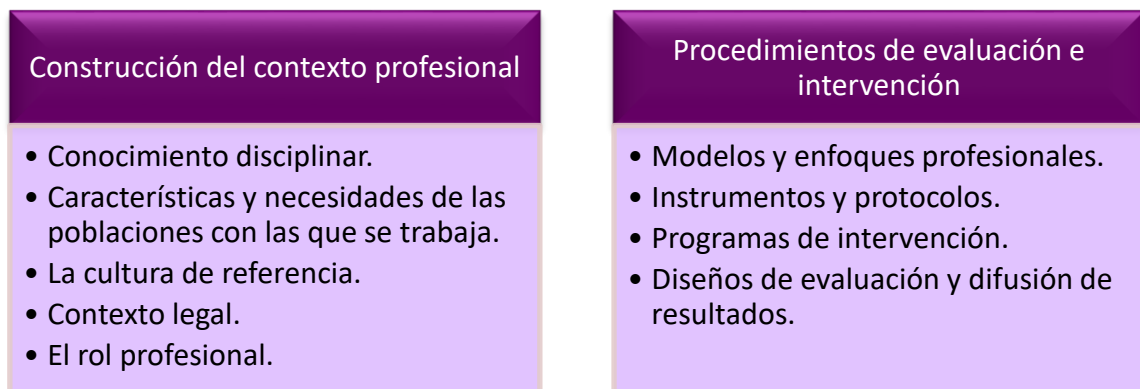 Construcción del contexto profesional
• Conocimiento disciplinar.
• Características y necesidades de las
poblaciones con las que se trabaja.
• La cultura de referencia.
• Contexto legal.
• El rol profesional.
Procedimientos de evaluación e
intervención
• Modelos y enfoques profesionales.
• Instrumentos y protocolos.
• Programas de intervención.
• Diseños de evaluación y difusión de
resultados.